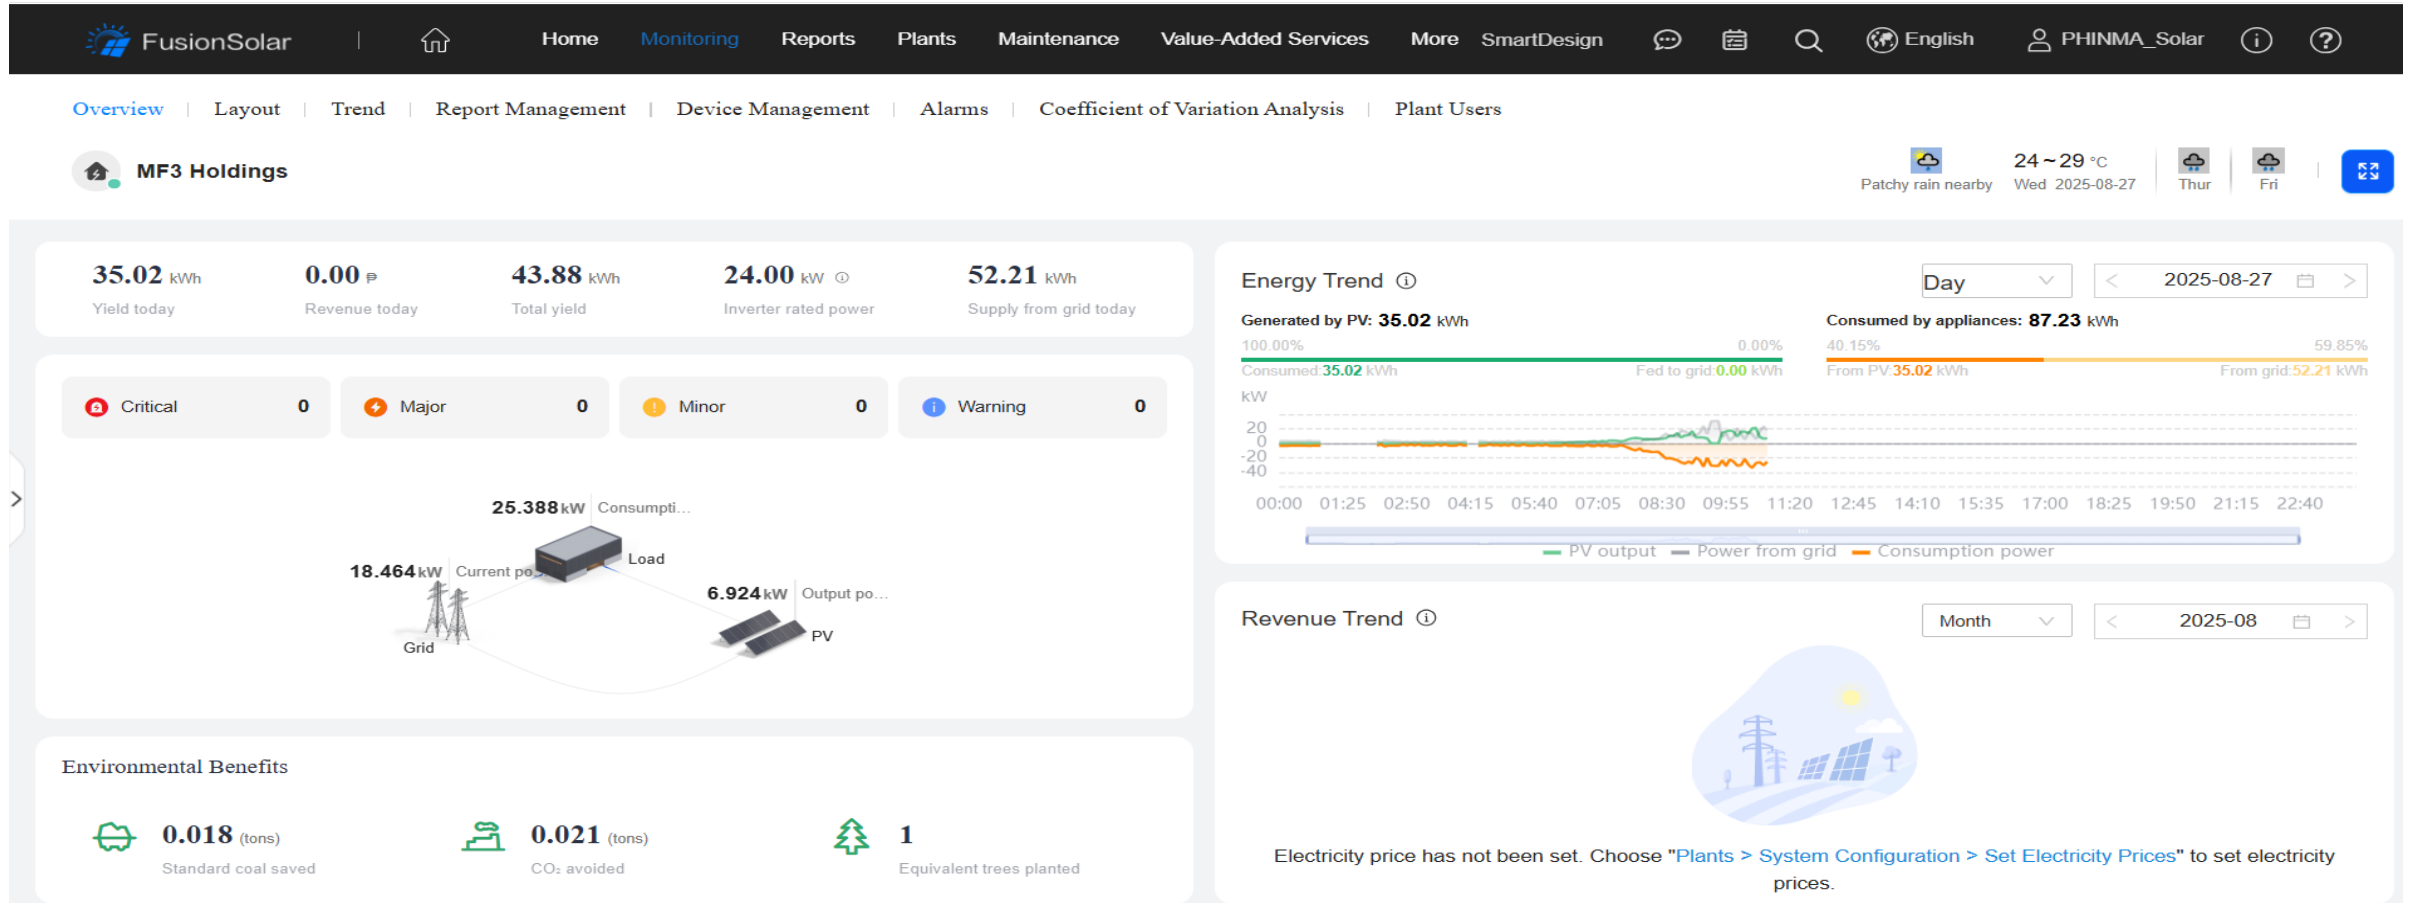 FusionSolar Home Monitoring Reports Plants Maintenance Value-Added Services More SmartDesign English PHINMA_Solar
Overview Layout Trend Report Management Device Management Alarms Coefficient of Variation Analysis Plant Users
MF3 Holdings
Patchy rain nearby
24 ~ 29 °C
Wed 2025-08-27
Thur
Fri
35.02 kWh
Yield today
0.00 ₱
Revenue today
43.88 kWh
Total yield
24.00 kW
Inverter rated power
52.21 kWh
Supply from grid today
Critical 0
Major 0
Minor 0
Warning 0
25.388 kW Consumpti...
Load
18.464 kW Current po...
Grid
6.924 kW Output po...
PV
Environmental Benefits
0.018 (tons)
Standard coal saved
0.021 (tons)
CO₂ avoided
1
Equivalent trees planted
Energy Trend
Day
2025-08-27
Generated by PV: 35.02 kWh
100.00% 0.00%
Consumed:35.02 kWh Fed to grid:0.00 kWh
Consumed by appliances: 87.23 kWh
40.15% 59.85%
From PV:35.02 kWh From grid:52.21 kWh
kW
20
0
-20
-40
00:00 01:25 02:50 04:15 05:40 07:05 08:30 09:55 11:20 12:45 14:10 15:35 17:00 18:25 19:50 21:15 22:40
PV output Power from grid Consumption power
Revenue Trend
Month
2025-08
Electricity price has not been set. Choose "Plants > System Configuration > Set Electricity Prices" to set electricity
prices.